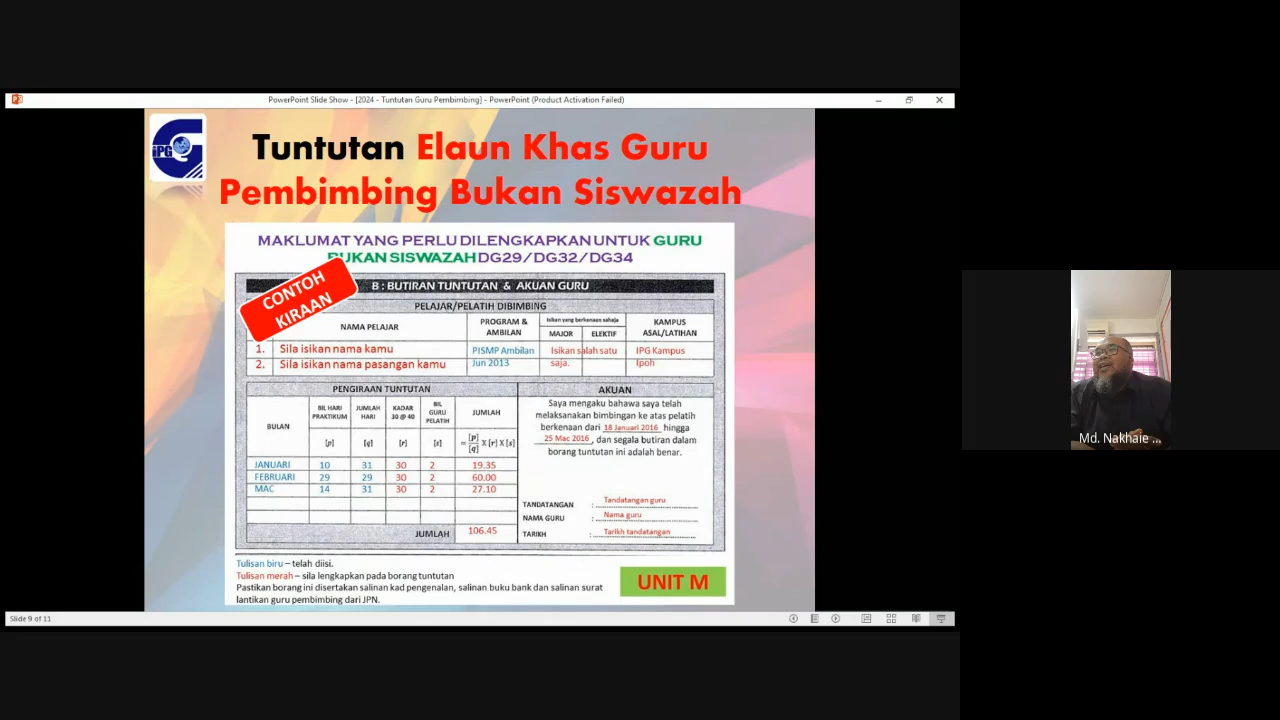 PowerPoint Slide Show - [2024 - Tuntutan Guru Pembimbing] - PowerPoint (Product Activation Failed)
iPG
Tuntutan Elaun Khas Guru
Pembimbing Bukan Siswazah
MAKLUMAT YANG PERLU DILENGKAPKAN UNTUK GURU
BUKAN SISWAZAH DG29/DG32/DG34
CONTOH
KIRAAN
B : BUTIRAN TUNTUTAN & AKUAN GURU
PELAJAR/PELATIH DIBIMBING
NAMA PELAJAR
PROGRAM &
AMBILAN
Isikan yang berkenaan sahaja
MAJOR ELEKTIF
KAMPUS
ASAL/LATIHAN
1. Sila isikan nama kamu PISMP Ambilan Isikan salah satu IPG Kampus
2. Sila isikan nama pasangan kamu Jun 2013 saja. Ipoh
PENGIRAAN TUNTUTAN
BULAN
BIL HARI
PRAKTIKUM
JUMLAH
HARI
KADAR
30 @ 40
BIL
GURU
PELATIH
JUMLAH
[p] [q] [r] [s] = [p]/[q] X [r] X [s]
JANUARI 10 31 30 2 19.35
FEBRUARI 29 29 30 2 60.00
MAC 14 31 30 2 27.10
JUMLAH 106.45
AKUAN
Saya mengaku bahawa saya telah
melaksanakan bimbingan ke atas pelatih
berkenaan dari 18 Januari 2016 hingga
25 Mac 2016, dan segala butiran dalam
borang tuntutan ini adalah benar.
TANDATANGAN : Tandatangan guru
NAMA GURU : Nama guru
TARIKH : Tarikh tandatangan
Tulisan biru – telah diisi.
Tulisan merah – sila lengkapkan pada borang tuntutan
Pastikan borang ini disertakan salinan kad pengenalan, salinan buku bank dan salinan surat
lantikan guru pembimbing dari JPN.
UNIT M
Slide 9 of 11
Md. Nakhaie ...